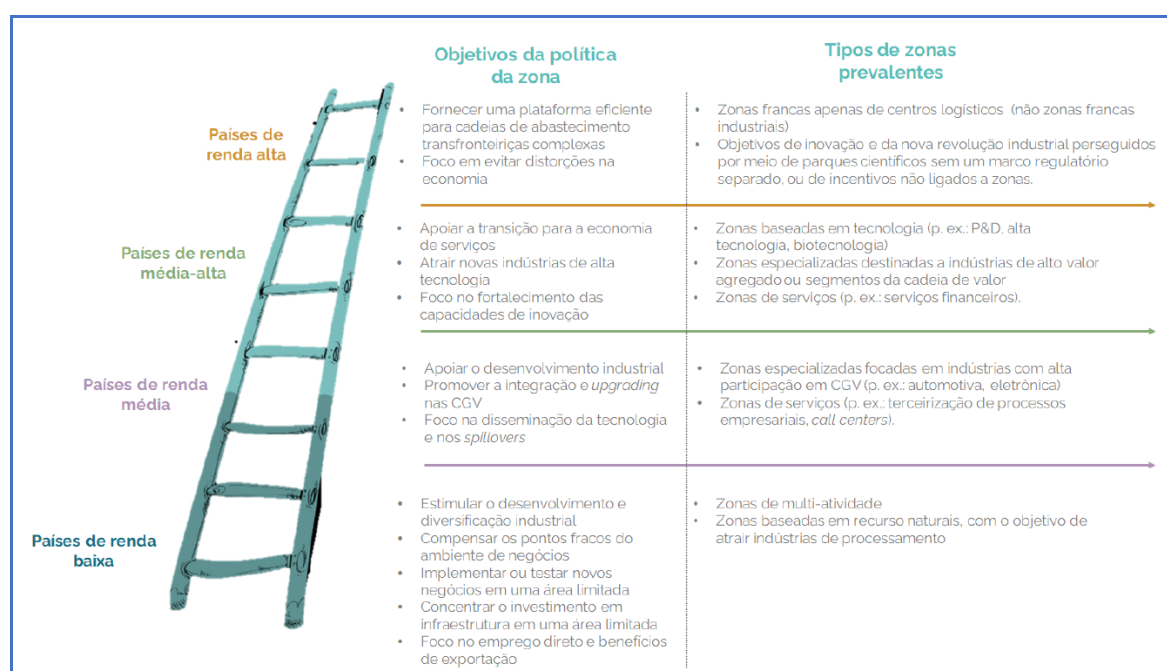 Objetivos da política
da zona
Tipos de zonas
prevalentes
Países de
renda alta
• Fornecer uma plataforma eficiente
para cadeias de abastecimento
transfronteiriças complexas
• Foco em evitar distorções na
economia
• Zonas francas apenas de centros logísticos (não zonas francas
industriais)
• Objetivos de inovação e da nova revolução industrial perseguidos
por meio de parques científicos sem um marco regulatório
separado, ou de incentivos não ligados a zonas.
Países de renda
média-alta
• Apoiar a transição para a economia
de serviços
• Atrair novas indústrias de alta
tecnologia
• Foco no fortalecimento das
capacidades de inovação
• Zonas baseadas em tecnologia (p. ex.: P&D, alta
tecnologia, biotecnologia)
• Zonas especializadas destinadas a indústrias de alto valor
agregado ou segmentos da cadeia de valor
• Zonas de serviços (p. ex.: serviços financeiros).
Países de renda
média
• Apoiar o desenvolvimento industrial
• Promover a integração e upgrading
nas CGV
• Foco na disseminação da tecnologia
e nos spillovers
• Zonas especializadas focadas em indústrias com alta
participação em CGV (p. ex.: automotiva, eletrônica)
• Zonas de serviços (p. ex.: terceirização de processos
empresariais, call centers).
Países de renda
baixa
• Estimular o desenvolvimento e
diversificação industrial
• Compensar os pontos fracos do
ambiente de negócios
• Implementar ou testar novos
negócios em uma área limitada
• Concentrar o investimento em
infraestrutura em uma área limitada
• Foco no emprego direto e benefícios
de exportação
• Zonas de multi-atividade
• Zonas baseadas em recurso naturais, com o objetivo de
atrair indústrias de processamento